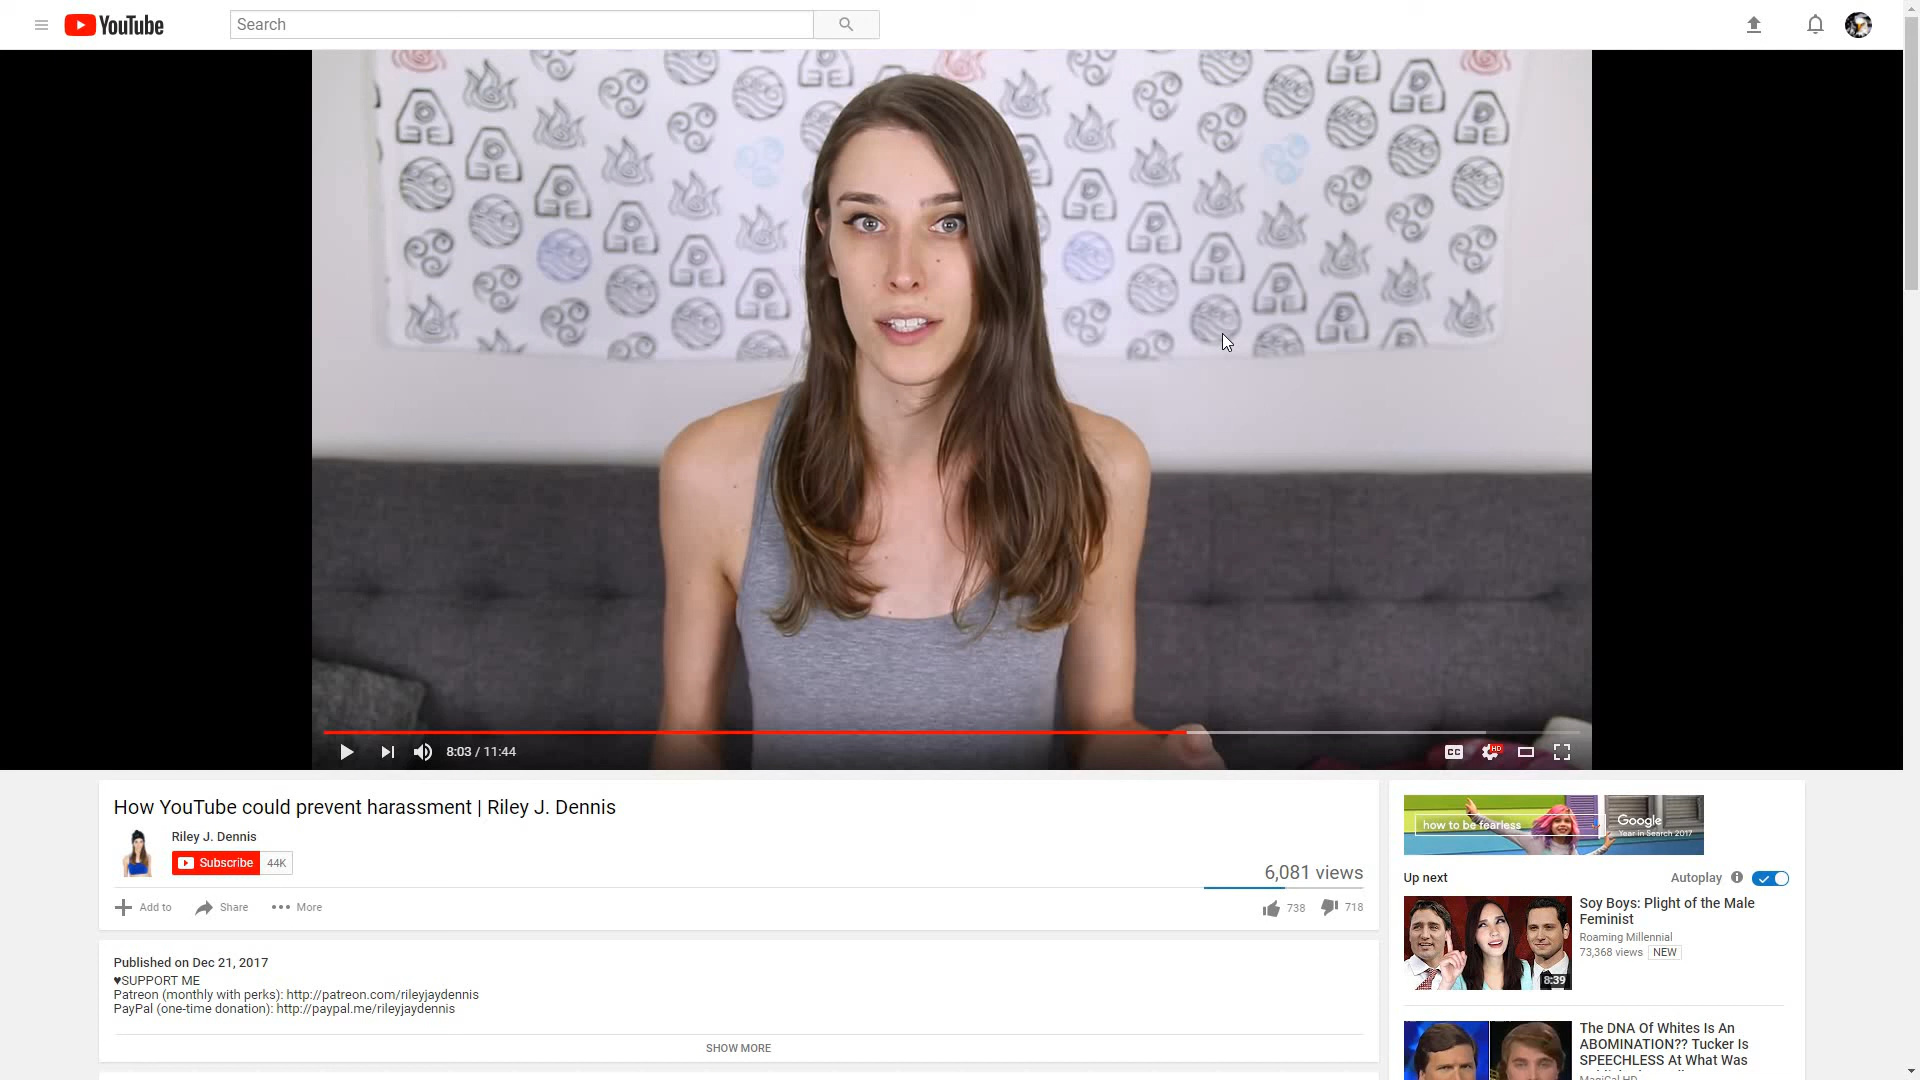 YouTube
Search
8:03 / 11:44
CC
HD
How YouTube could prevent harassment | Riley J. Dennis
Riley J. Dennis
Subscribe 44K
6,081 views
Add to Share More
738 718
Published on Dec 21, 2017
♥SUPPORT ME
Patreon (monthly with perks): http://patreon.com/rileyjaydennis
PayPal (one-time donation): http://paypal.me/rileyjaydennis
SHOW MORE
how to be fearless
Google
Year in Search 2017
Up next
Autoplay
Soy Boys: Plight of the Male
Feminist
Roaming Millennial
73,368 views NEW
8:39
The DNA Of Whites Is An
ABOMINATION?? Tucker Is
SPEECHLESS At What Was